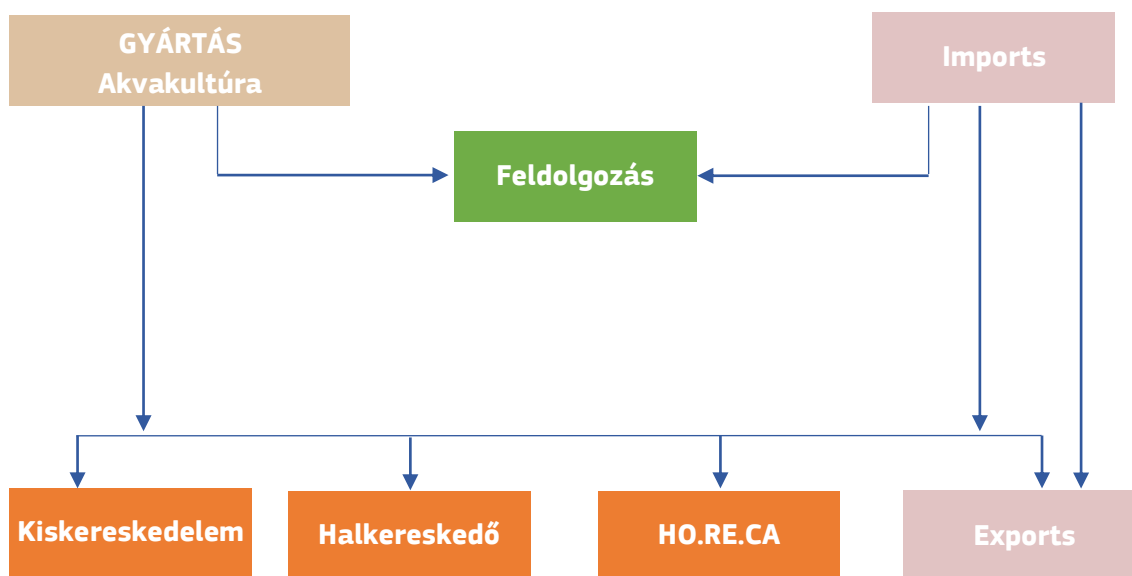 GYÁRTÁS
Akvakultúra
Imports
Feldolgozás
Kiskereskedelem
Halkereskedő
HO.RE.CA
Exports